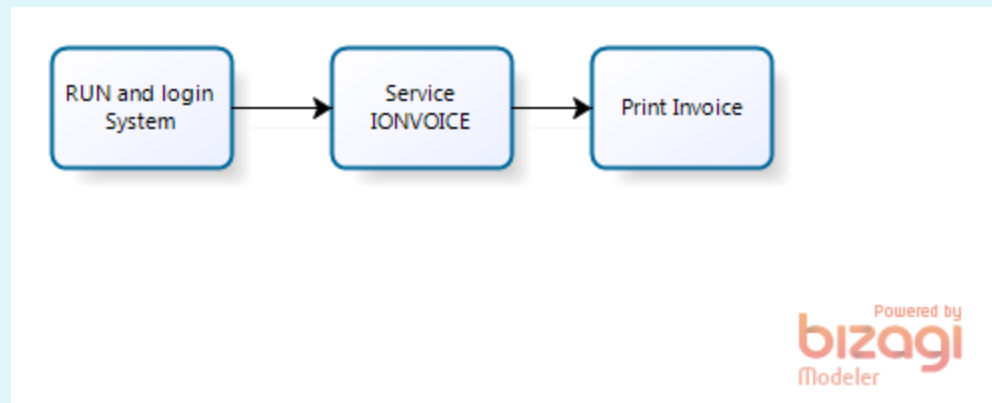 RUN and login
System
Service
IONVOICE
Print Invoice
Powered by
bizagi
Modeler